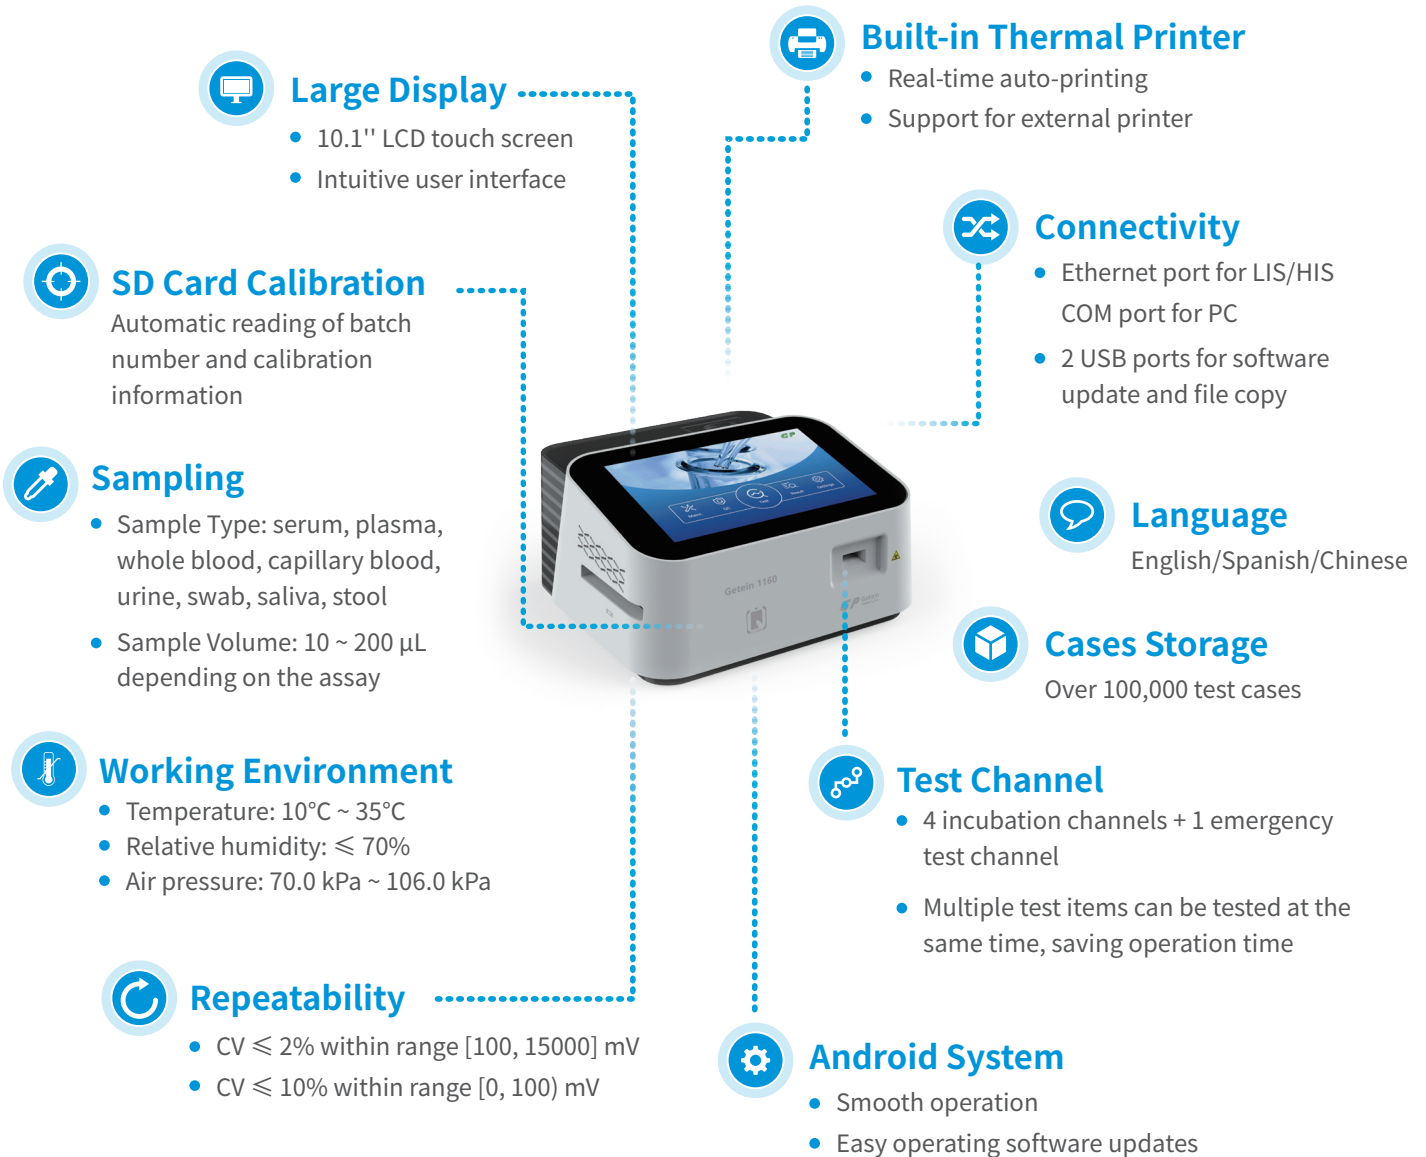 Built-in Thermal Printer
Real-time auto-printing
Support for external printer
Large Display
10.1'' LCD touch screen
Intuitive user interface
Connectivity
Ethernet port for LIS/HIS
COM port for PC
2 USB ports for software
update and file copy
SD Card Calibration
Automatic reading of batch
number and calibration
information
Sampling
Sample Type: serum, plasma,
whole blood, capillary blood,
urine, swab, saliva, stool
Sample Volume: 10 ~ 200 μL
depending on the assay
GP
Test
Result
Settings
Getein 1160
GP Getein
Language
English/Spanish/Chinese
Cases Storage
Over 100,000 test cases
Working Environment
Temperature: 10°C ~ 35°C
Relative humidity: ≤ 70%
Air pressure: 70.0 kPa ~ 106.0 kPa
Test Channel
4 incubation channels + 1 emergency
test channel
Multiple test items can be tested at the
same time, saving operation time
Repeatability
CV ≤ 2% within range [100, 15000] mV
CV ≤ 10% within range [0, 100) mV
Android System
Smooth operation
Easy operating software updates